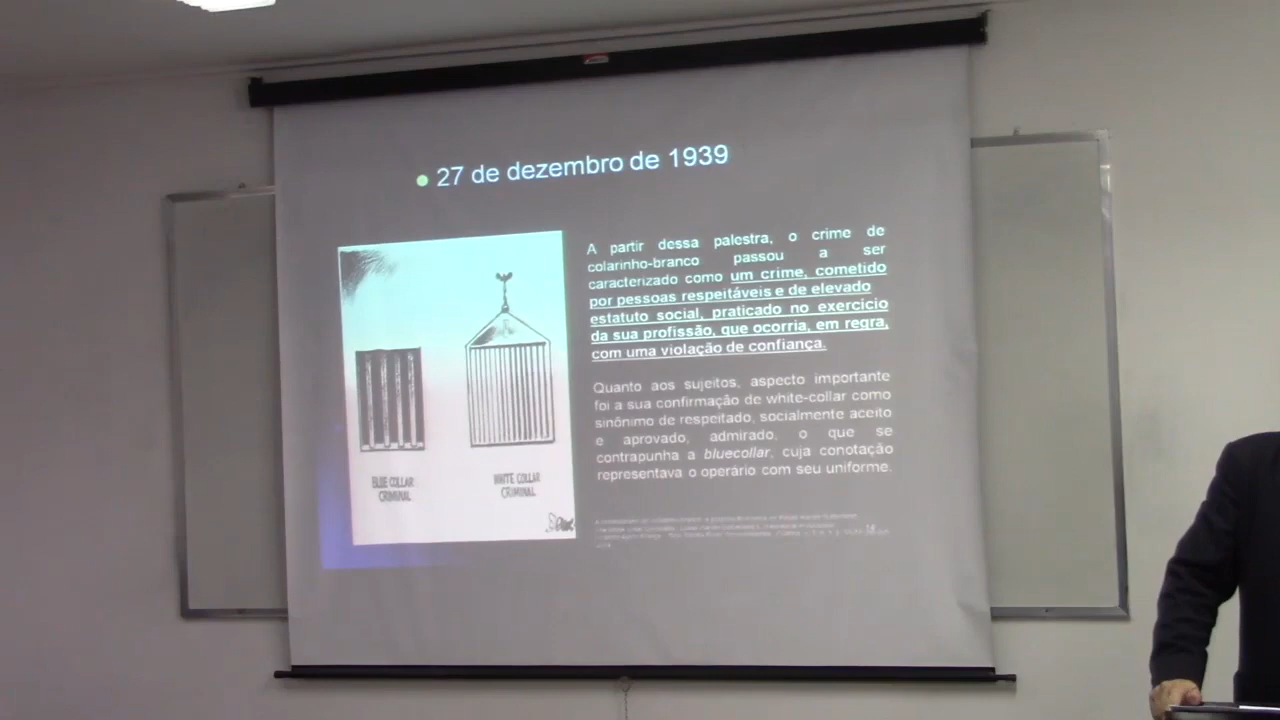 27 de dezembro de 1939
A partir dessa palestra, o crime de
colarinho-branco passou a ser
caracterizado como um crime, cometido
por pessoas respeitáveis e de elevado
estatuto social, praticado no exercício
da sua profissão, que ocorria, em regra,
com uma violação de confiança.
Quanto aos sujeitos, aspecto importante
foi a sua confirmação de white-collar como
sinônimo de respeitado, socialmente aceito
e aprovado, admirado, o que se
contrapunha a bluecollar, cuja conotação
representava o operário com seu uniforme.
BLUE COLLAR
CRIMINAL
WHITE COLLAR
CRIMINAL